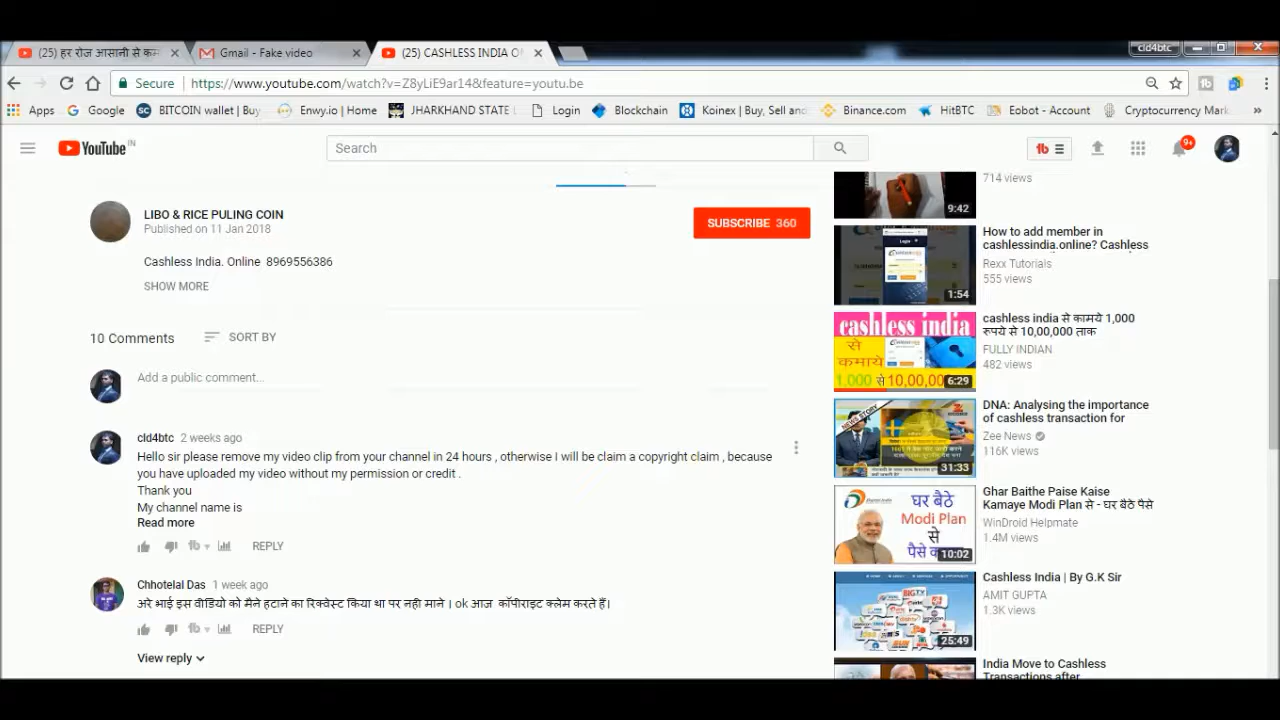 (25) हर रोज आसानी से कम
Gmail - Fake video
(25) CASHLESS INDIA ON
cld4btc
Secure
https://www.youtube.com/watch?v=Z8yLiE9ar14&feature=youtu.be
Apps
Google
BITCOIN wallet | Buy
Enwy.io | Home
JHARKHAND STATE
Login
Blockchain
Koinex | Buy, Sell and
Binance.com
HitBTC
Eobot - Account
Cryptocurrency Mark
»
YouTube IN
Search
9+
714 views
9:42
LIBO & RICE PULING COIN
Published on 11 Jan 2018
SUBSCRIBE 360
Cashless India Online 8969556386
SHOW MORE
How to add member in
cashlessindia.online? Cashless
Rexx Tutorials
555 views
1:54
10 Comments
SORT BY
Add a public comment...
cashless india
से
कमाये
1,000 से 10,00,00
6:29
cashless india से कामये 1,000
रुपये से 10,00,000 ताक
FULLY INDIAN
482 views
cld4btc 2 weeks ago
Hello sir please remove my video clip from your channel in 24 hours , otherwise I will be claim copyright claim , because
you have used my video without my permission or credit .
Thank you
My channel name is
Read more
REPLY
NEWS STORY
31:33
DNA: Analysing the importance
of cashless transaction for
Zee News
116K views
घर बैठे
Modi Plan
से
10:02
Ghar Baithe Paise Kaise
Kamaye Modi Plan से - घर बैठे पैसे
WinDroid Helpmate
1.4M views
Chhotelal Das 1 week ago
अरे भाई इस वीडियो को मैंने हटाने का रिक्वेस्ट किया था पर नहीं माने। ok आज कॉपीराइट क्लेम करते हैं।
REPLY
View reply
25:49
Cashless India | By G.K Sir
AMIT GUPTA
1.3K views
India Move to Cashless
Transactions after